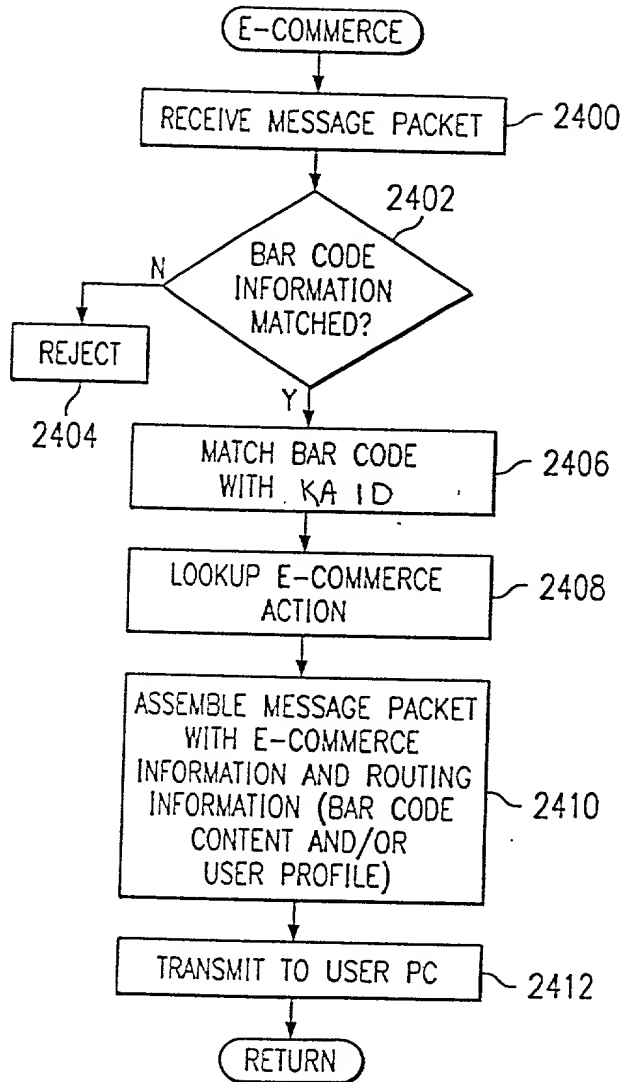 E-COMMERCE
RECEIVE MESSAGE PACKET
2400
2402
BAR CODE
INFORMATION
MATCHED?
N
REJECT
2404
Y
MATCH BAR CODE
WITH KA ID
2406
LOOKUP E-COMMERCE
ACTION
2408
ASSEMBLE MESSAGE PACKET
WITH E-COMMERCE
INFORMATION AND ROUTING
INFORMATION (BAR CODE
CONTENT AND/OR
USER PROFILE)
2410
TRANSMIT TO USER PC
2412
RETURN